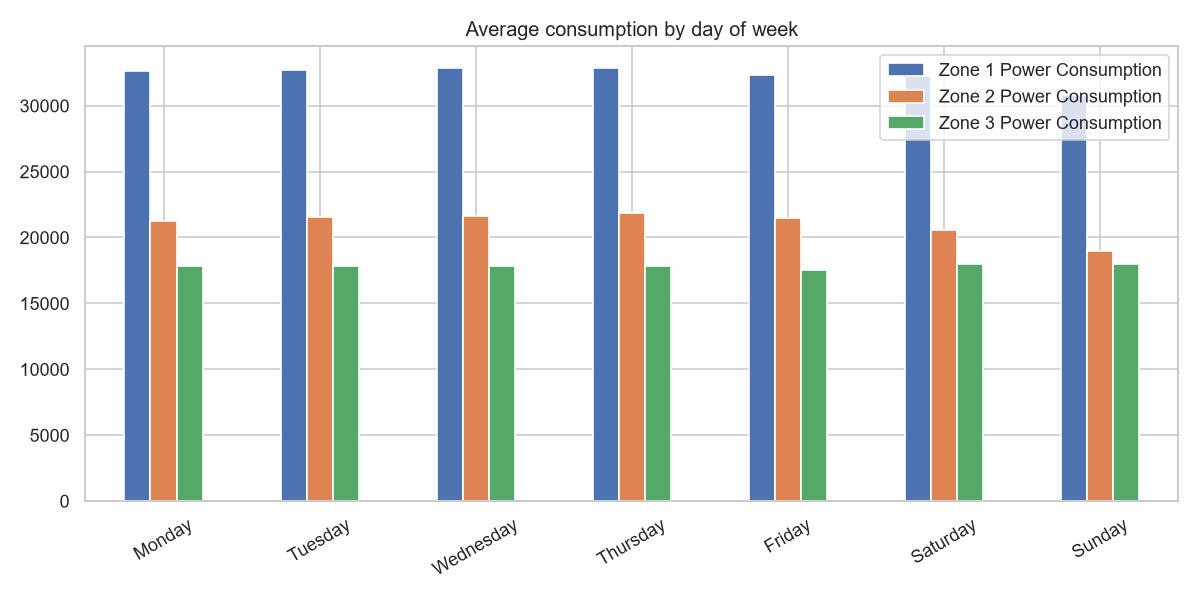 Average consumption by day of week
Zone 1 Power Consumption
Zone 2 Power Consumption
Zone 3 Power Consumption
30000
25000
20000
15000
10000
5000
0
Monday
Tuesday
Wednesday
Thursday
Friday
Saturday
Sunday